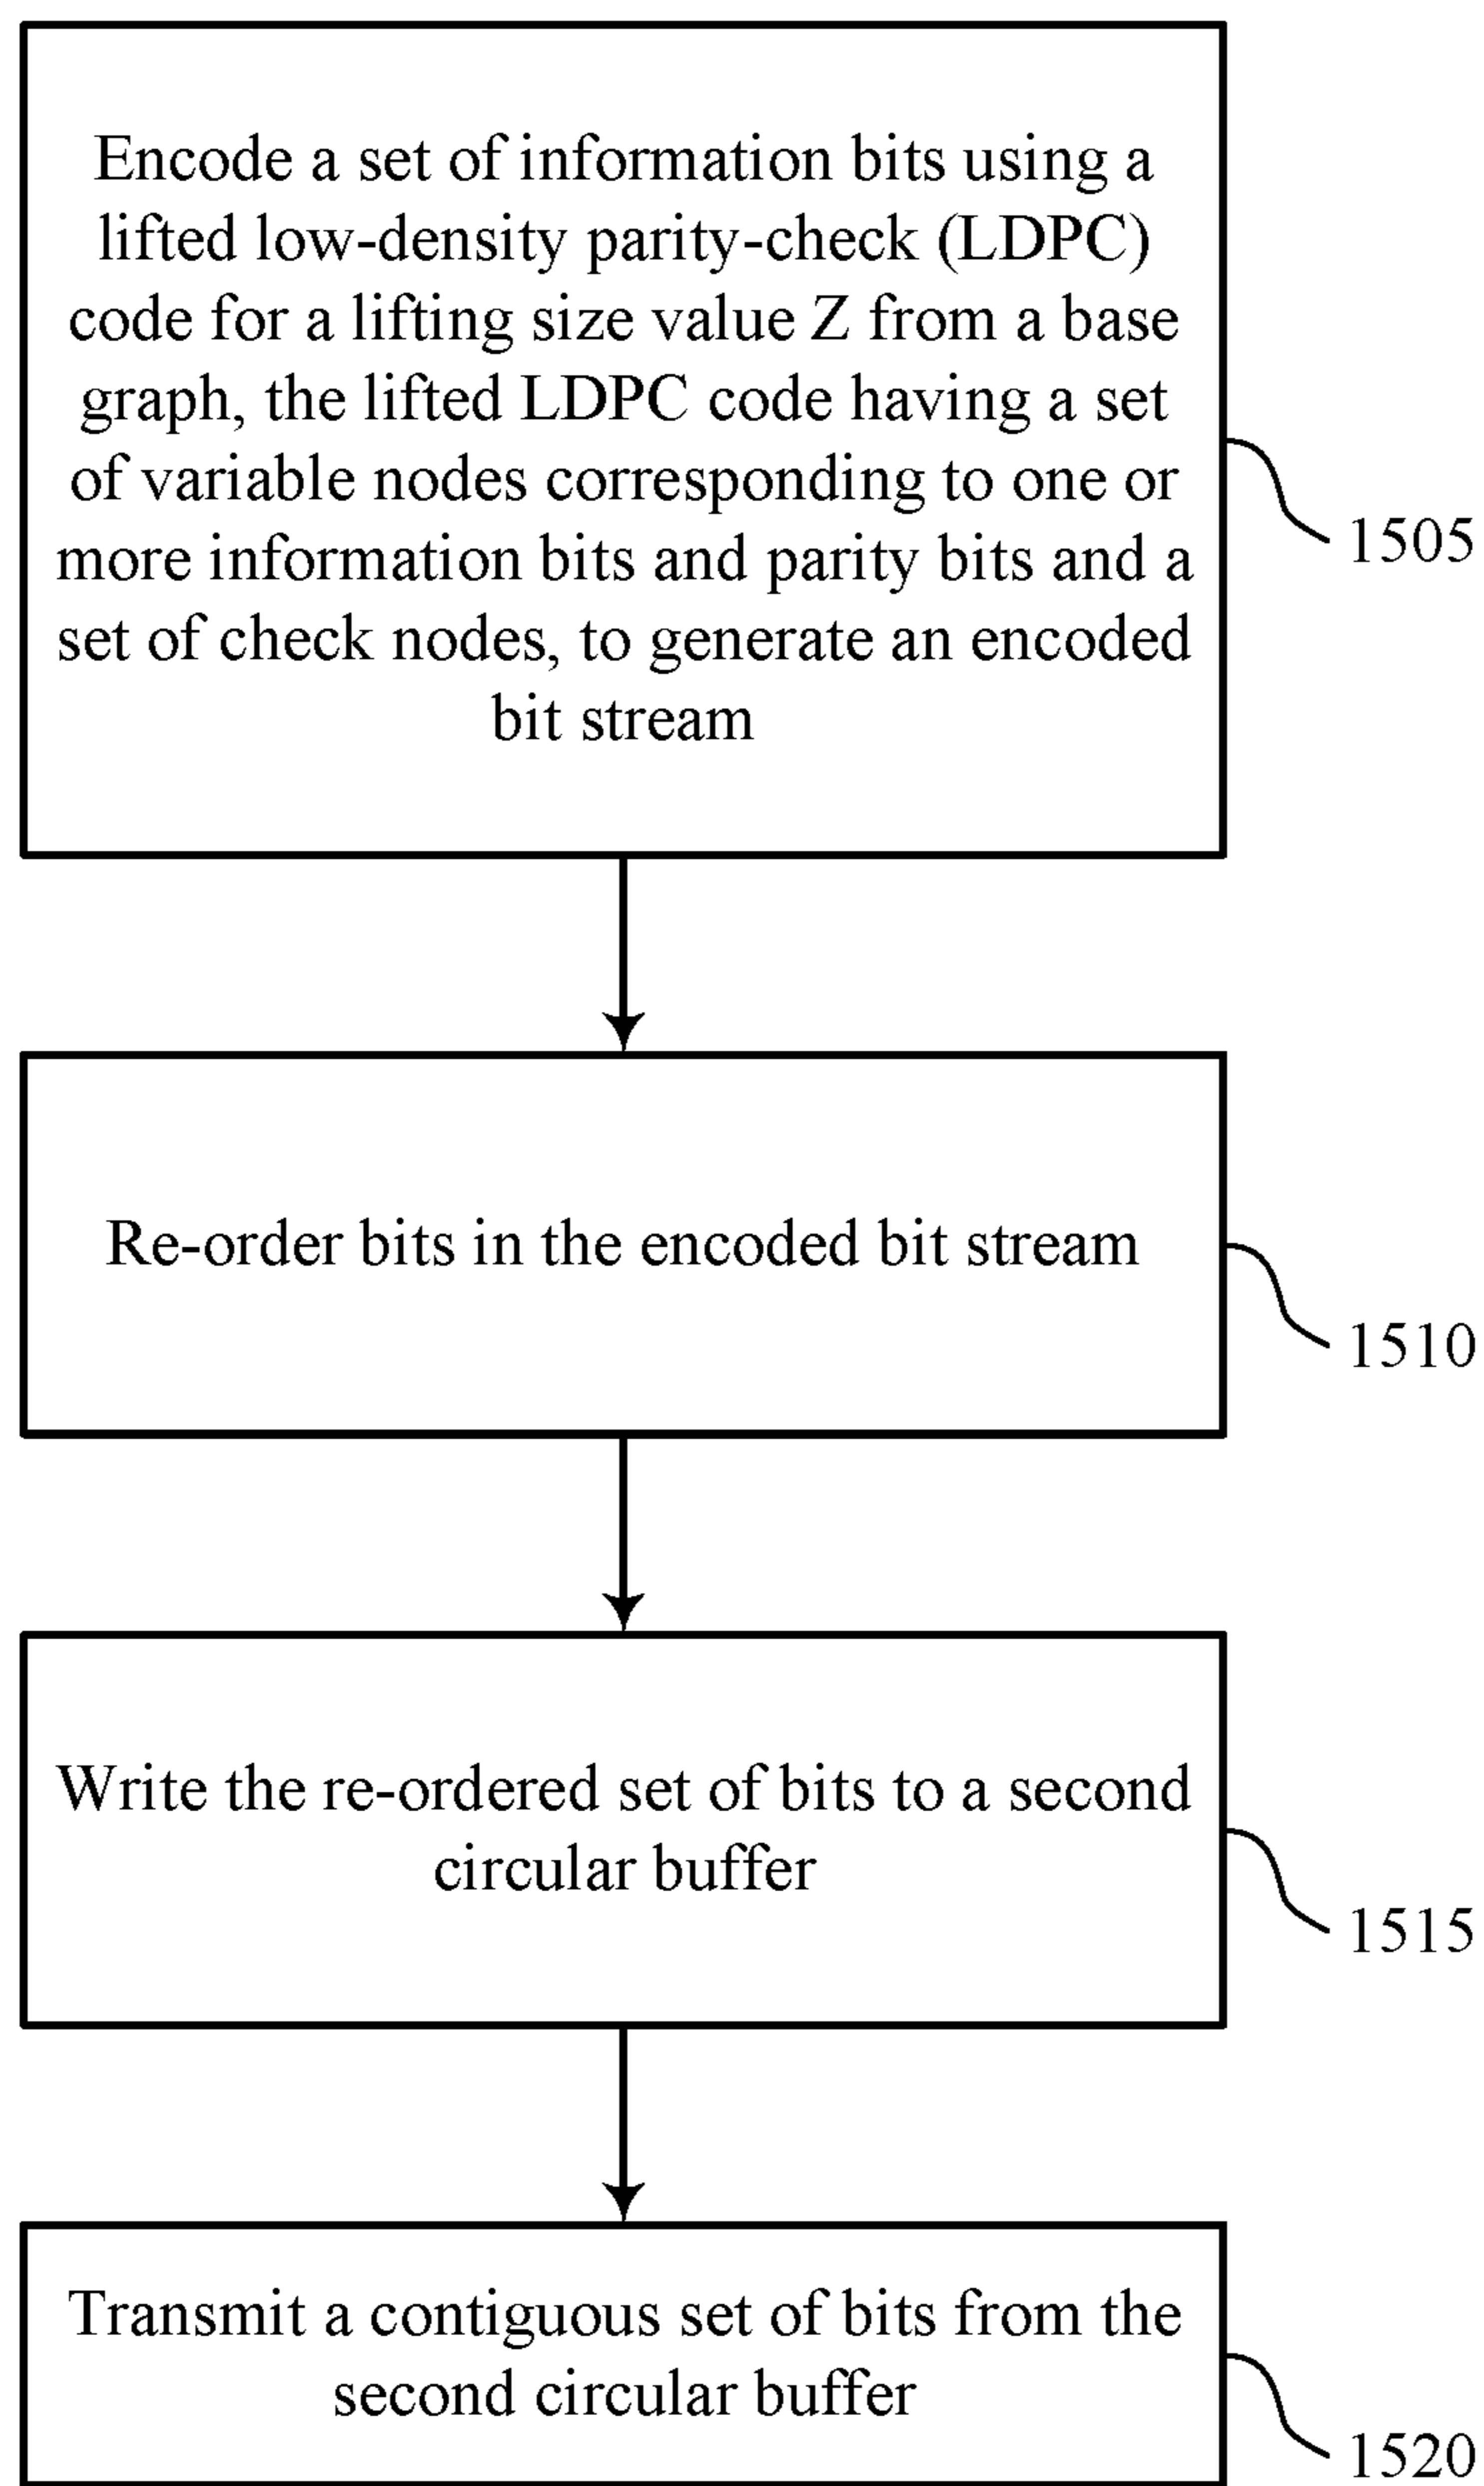 Encode a set of information bits using a
lifted low-density parity-check (LDPC)
code for a lifting size value Z from a base
graph, the lifted LDPC code having a set
of variable nodes corresponding to one or
more information bits and parity bits and a
set of check nodes, to generate an encoded
bit stream
1505
Re-order bits in the encoded bit stream
1510
Write the re-ordered set of bits to a second
circular buffer
1515
Transmit a contiguous set of bits from the
second circular buffer
1520